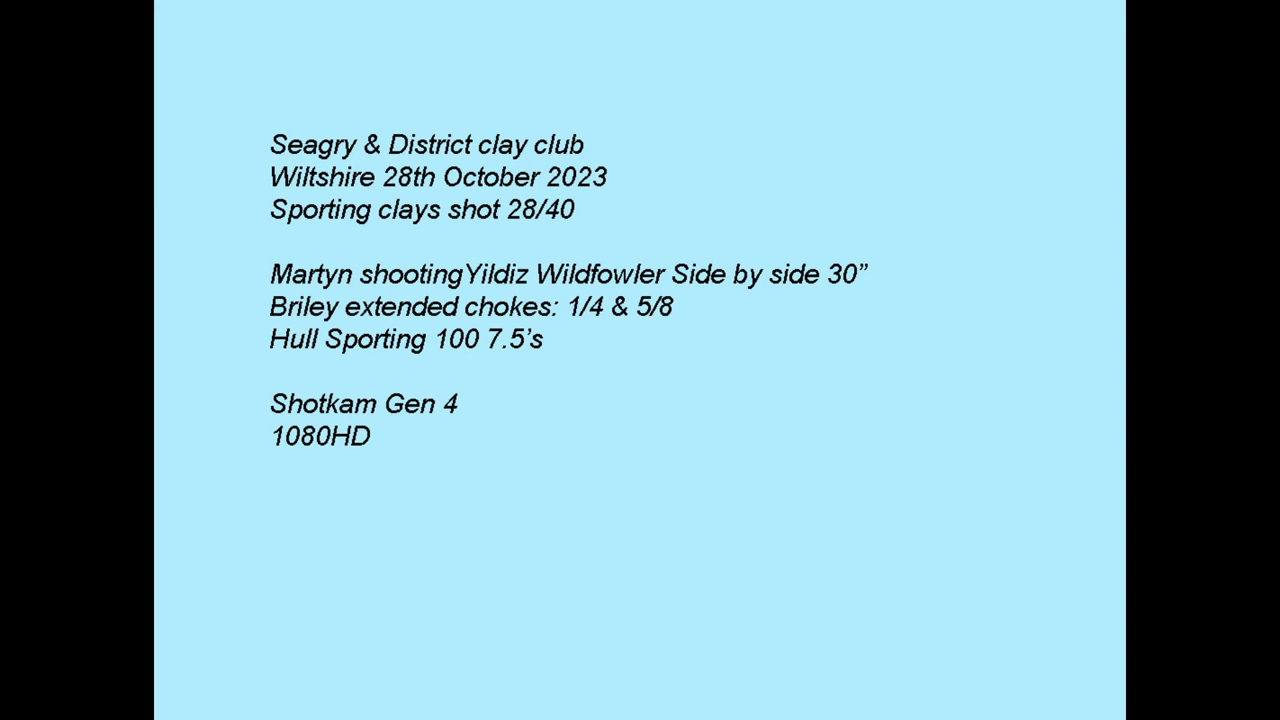 Seagry & District clay club
Wiltshire 28th October 2023
Sporting clays shot 28/40
Martyn shootingYildiz Wildfowler Side by side 30”
Briley extended chokes: 1/4 & 5/8
Hull Sporting 100 7.5’s
Shotkam Gen 4
1080HD